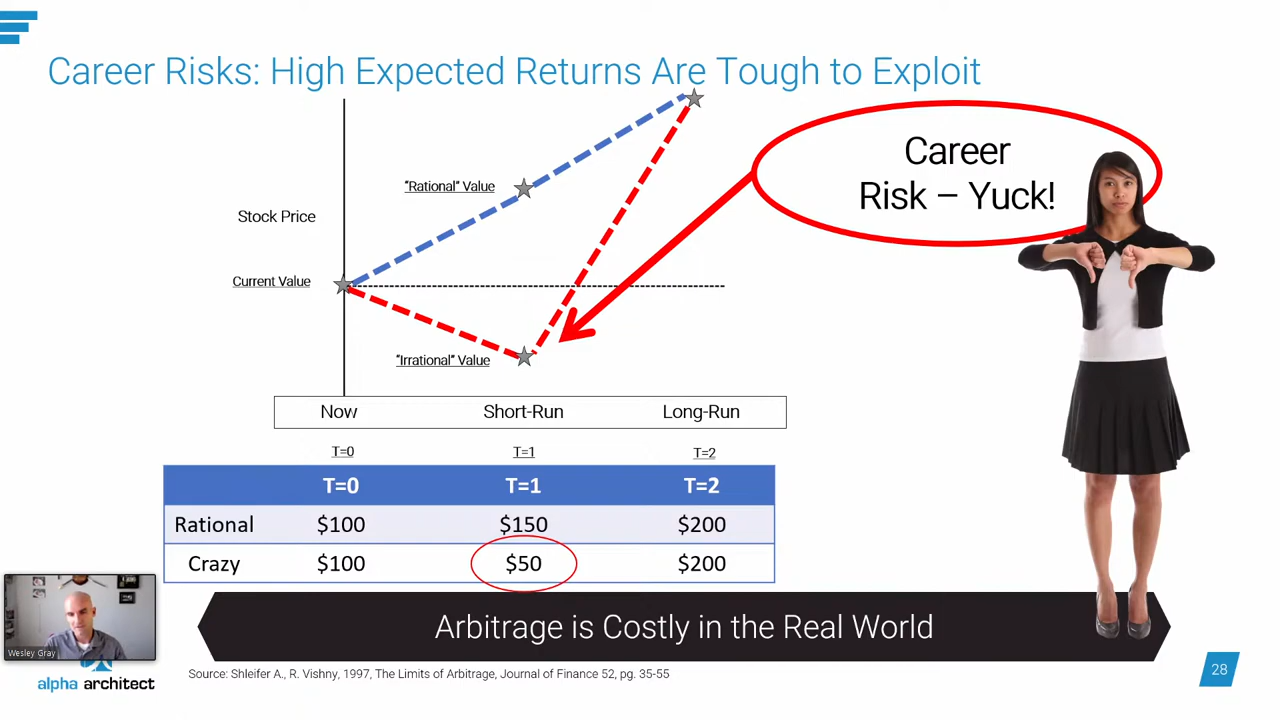 Career Risks: High Expected Returns Are Tough to Exploit
Career
Risk – Yuck!
“Rational” Value
Stock Price
Current Value
“Irrational” Value
Now Short-Run Long-Run
T=0 T=1 T=2
T=0 T=1 T=2
Rational $100 $150 $200
Crazy $100 $50 $200
Arbitrage is Costly in the Real World
Wesley Gray
alpha architect
Source: Shleifer A., R. Vishny, 1997, The Limits of Arbitrage, Journal of Finance 52, pg. 35-55
28